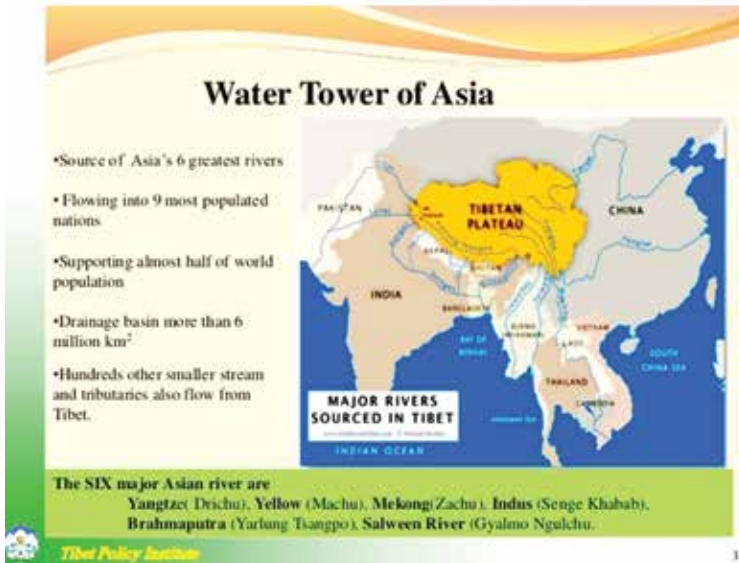 Water Tower of Asia
•Source of Asia's 6 greatest rivers
• Flowing into 9 most populated
nations
•Supporting almost half of world
population
•Drainage basin more than 6
million km²
•Hundreds other smaller stream
and tributaries also flow from
Tibet.
PAKISTAN
TIBETAN
PLATEAU
CHINA
NEPAL
BHUTAN
INDIA
BANGLADESH
BURMA
VIETNAM
BAY OF
BENGAL
LAOS
SOUTH
CHINA SEA
THAILAND
CAMBODIA
MAJOR RIVERS
SOURCED IN TIBET
INDIAN OCEAN
The SIX major Asian river are
Yangtze( Drichu), Yellow (Machu), Mekong(Zachu), Indus (Senge Khabab),
Brahmaputra (Yarlung Tsangpo), Salween River (Gyalmo Ngulchu.
Tibet Policy Institute